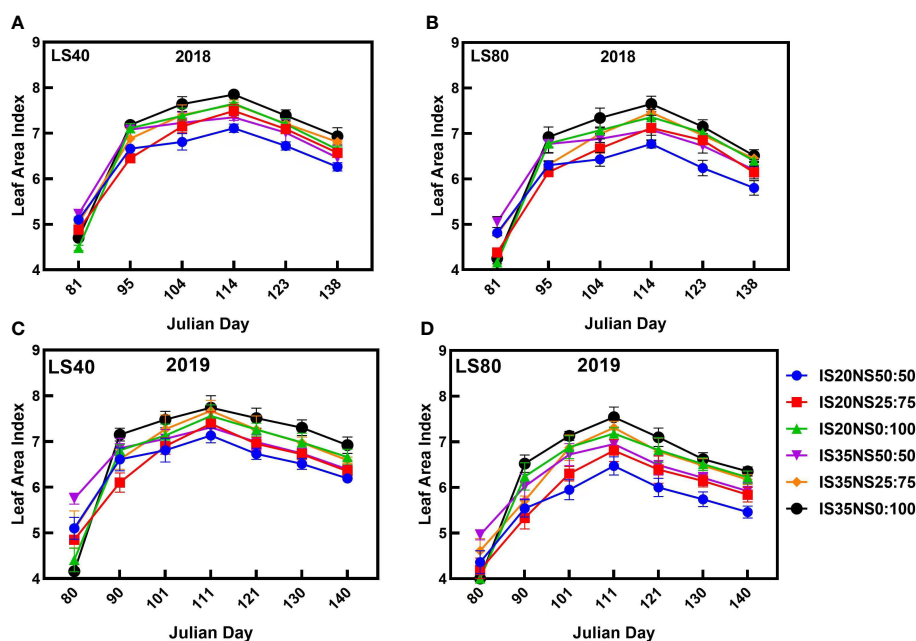 A
LS40 2018
Leaf Area Index
9
8
7
6
5
4
81 95 104 114 123 138
Julian Day
B
LS80 2018
Leaf Area Index
9
8
7
6
5
4
81 95 104 114 123 138
Julian Day
C
LS40 2019
Leaf Area Index
9
8
7
6
5
4
80 90 101 111 121 130 140
Julian Day
D
LS80 2019
Leaf Area Index
9
8
7
6
5
4
80 90 101 111 121 130 140
Julian Day
IS20NS50:50
IS20NS25:75
IS20NS0:100
IS35NS50:50
IS35NS25:75
IS35NS0:100